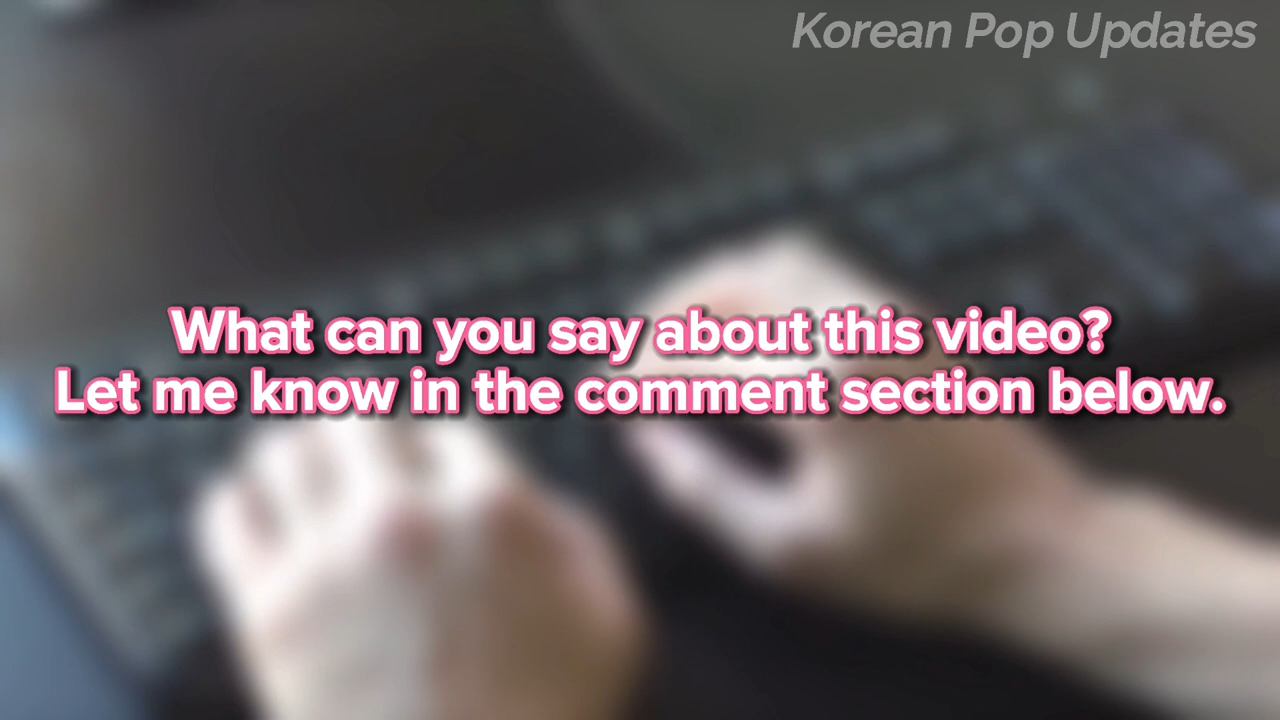 Korean Pop Updates
What can you say about this video?
Let me know in the comment section below.